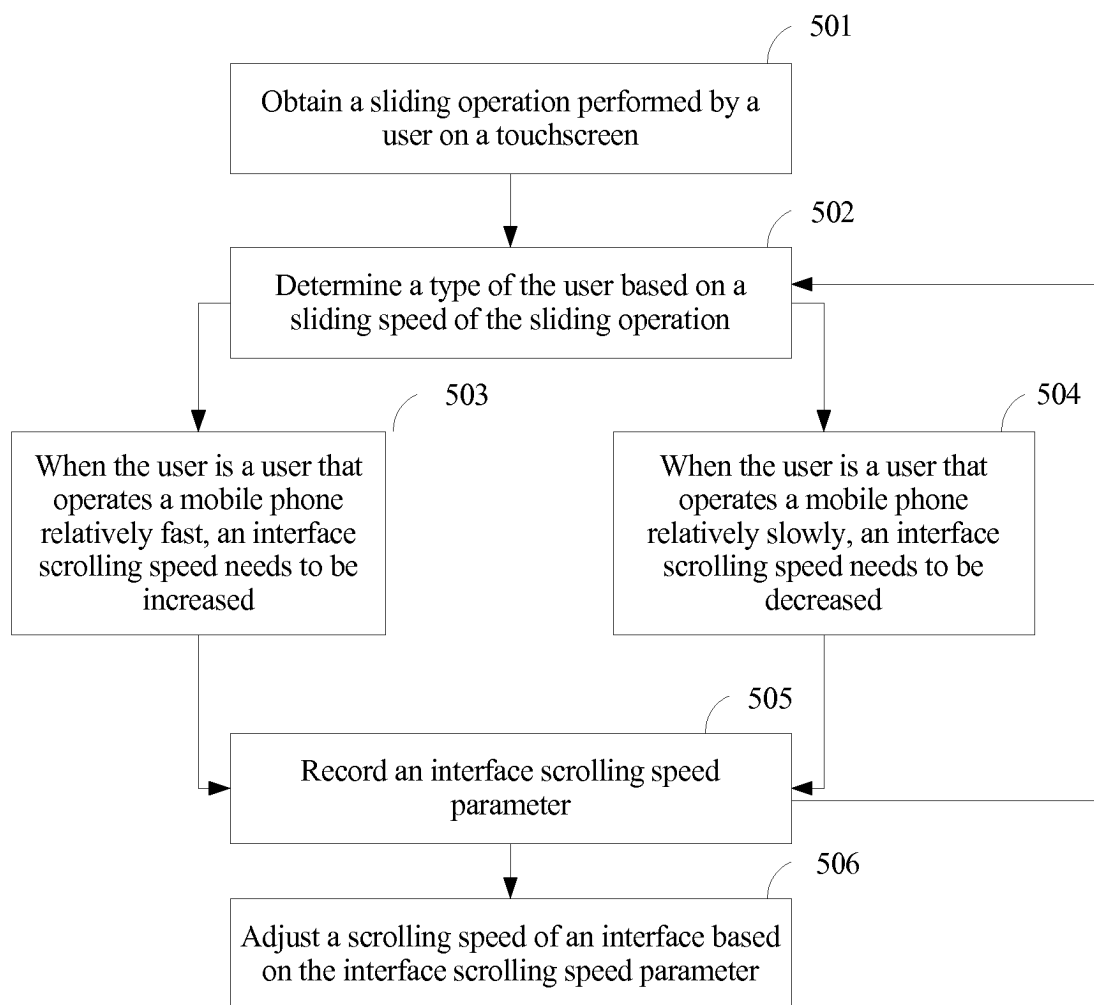 501
Obtain a sliding operation performed by a
user on a touchscreen
502
Determine a type of the user based on a
sliding speed of the sliding operation
503
When the user is a user that
operates a mobile phone
relatively fast, an interface
scrolling speed needs to be
increased
504
When the user is a user that
operates a mobile phone
relatively slowly, an interface
scrolling speed needs to be
decreased
505
Record an interface scrolling speed
parameter
506
Adjust a scrolling speed of an interface based
on the interface scrolling speed parameter